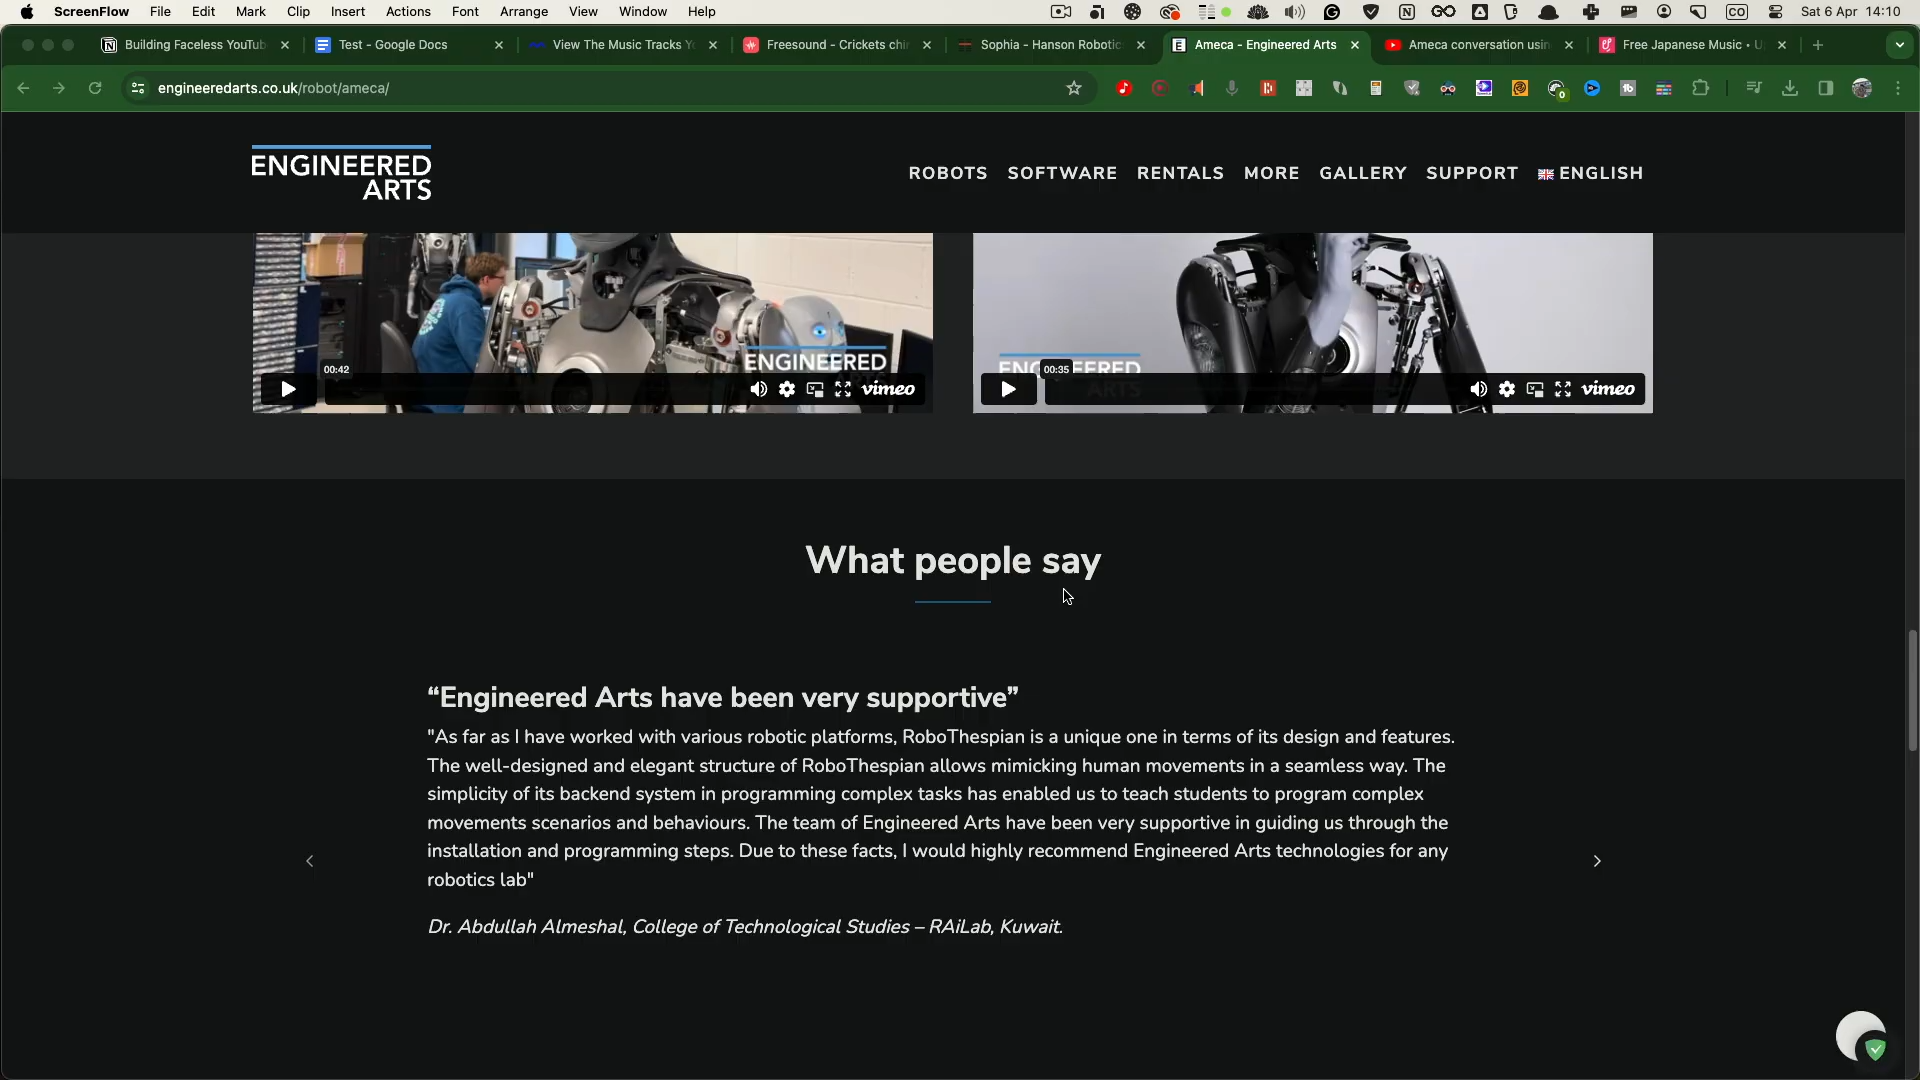 ScreenFlow File Edit Mark Clip Insert Actions Font Arrange View Window Help Sat 6 Apr 14:10
Building Faceless YouTub Test - Google Docs View The Music Tracks Y Freesound - Crickets chi Sophia - Hanson Robotic Ameca - Engineered Arts Ameca conversation usin Free Japanese Music • U
engineeredarts.co.uk/robot/ameca/
ENGINEERED
ARTS
ROBOTS SOFTWARE RENTALS MORE GALLERY SUPPORT ENGLISH
ENGINEERED
00:42
vimeo
ENGINEERED
ARTS
00:35
vimeo
What people say
“Engineered Arts have been very supportive”
"As far as I have worked with various robotic platforms, RoboThespian is a unique one in terms of its design and features.
The well-designed and elegant structure of RoboThespian allows mimicking human movements in a seamless way. The
simplicity of its backend system in programming complex tasks has enabled us to teach students to program complex
movements scenarios and behaviours. The team of Engineered Arts have been very supportive in guiding us through the
installation and programming steps. Due to these facts, I would highly recommend Engineered Arts technologies for any
robotics lab"
Dr. Abdullah Almeshal, College of Technological Studies – RAiLab, Kuwait.